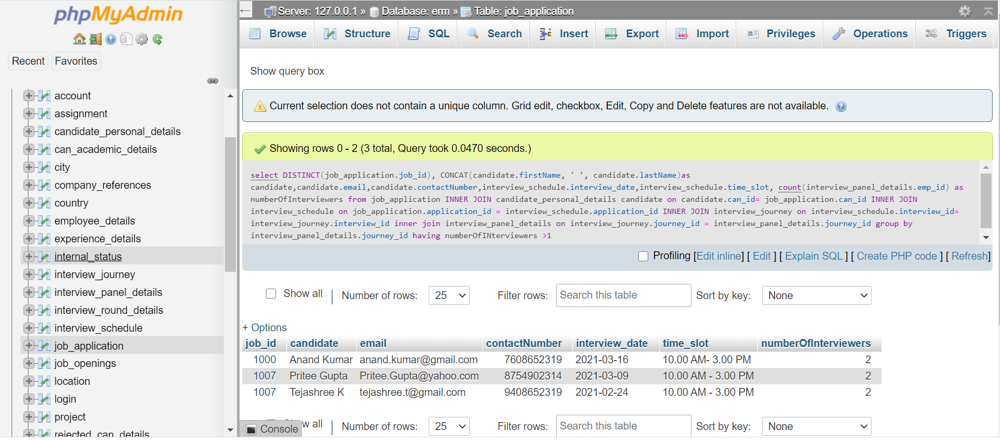 phpMyAdmin
Recent
Favorites
account
assignment
candidate_personal_details
can_academic_details
city
company_references
country
employee_details
experience_details
internal_status
interview_journey
interview_panel_details
interview_round_details
interview_schedule
job_application
job_openings
location
login
project
rejected_can_details
Server: 127.0.0.1 » Database: erm » Table: job_application
Browse Structure SQL Search Insert Export Import Privileges Operations Triggers
Show query box
Current selection does not contain a unique column. Grid edit, checkbox, Edit, Copy and Delete features are not available.
Showing rows 0 - 2 (3 total, Query took 0.0470 seconds.)
select DISTINCT(job_application.job_id), CONCAT(candidate.firstName, ' ', candidate.lastName)as
candidate,candidate.email,candidate.contactNumber,interview_schedule.interview_date,interview_schedule.time_slot, count(interview_panel_details.emp_id) as
numberOfInterviewers from job_application INNER JOIN candidate_personal_details candidate on candidate.can_id= job_application.can_id INNER JOIN
interview_schedule on job_application.application_id = interview_schedule.application_id INNER JOIN interview_journey on interview_schedule.interview_id=
interview_journey.interview_id inner join interview_panel_details on interview_journey.journey_id = interview_panel_details.journey_id group by
interview_panel_details.journey_id having numberOfINterviewers >1
Profiling [Edit inline] [ Edit ] [ Explain SQL ] [ Create PHP code ] [ Refresh]
Show all | Number of rows: 25 Filter rows: Search this table Sort by key: None
+ Options
job_id candidate email contactNumber interview_date time_slot numberOfInterviewers
1000 Anand Kumar anand.kumar@gmail.com 7608652319 2021-03-16 10.00 AM- 3.00 PM 2
1007 Pritee Gupta Pritee.Gupta@yahoo.com 8754902314 2021-03-09 10.00 AM - 3.00 PM 2
1007 Tejashree K tejashree.t@gmail.com 9408652319 2021-02-24 10.00 AM - 3.00 PM 2
w all | Number of rows: 25 Filter rows: Search this table Sort by key: None
Console